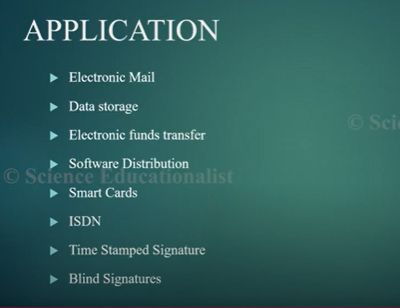 APPLICATION
Electronic Mail
Data storage
Electronic funds transfer
© Sci
Software Distribution
© Science Educationalist
Smart Cards
ISDN
Time Stamped Signature
Blind Signatures